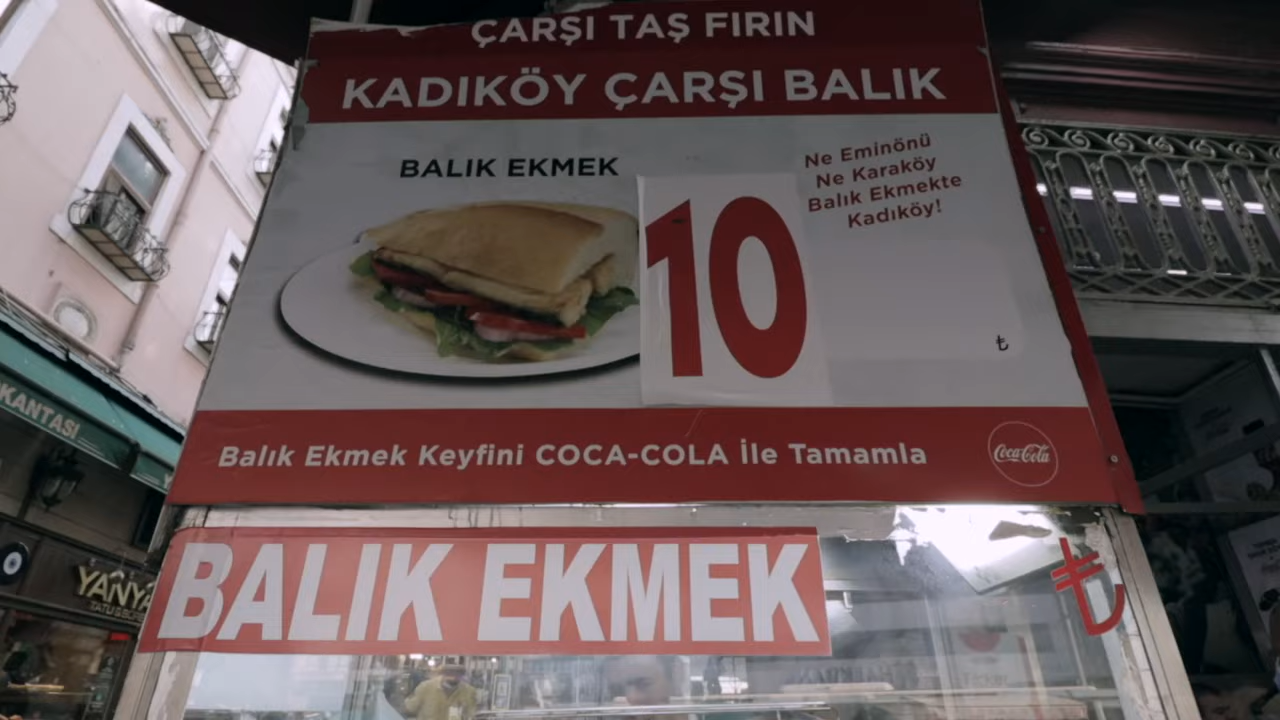 ÇARŞI TAŞ FIRIN
KADIKÖY ÇARŞI BALIK
BALIK EKMEK
10
Ne Eminönü
Ne Karaköy
Balık Ekmekte
Kadıköy!
₺
Balık Ekmek Keyfini COCA-COLA İle Tamamla
Coca-Cola
BALIK EKMEK
₺
KANTASI
YANYA